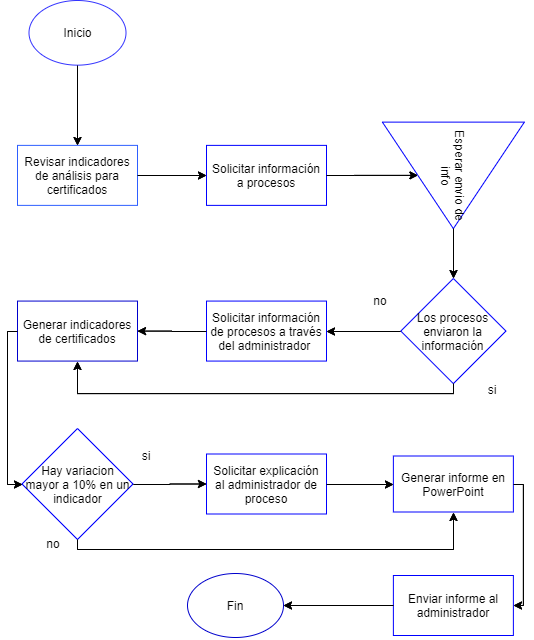 Inicio
Revisar indicadores
de análisis para
certificados
Solicitar información
a procesos
Esperar envio de
info
no
Los procesos
enviaron la
información
Solicitar información
de procesos a través
del administrador
Generar indicadores
de certificados
si
Hay variacion
mayor a 10% en un
indicador
si
Solicitar explicación
al administrador de
proceso
Generar informe en
PowerPoint
no
Enviar informe al
administrador
Fin